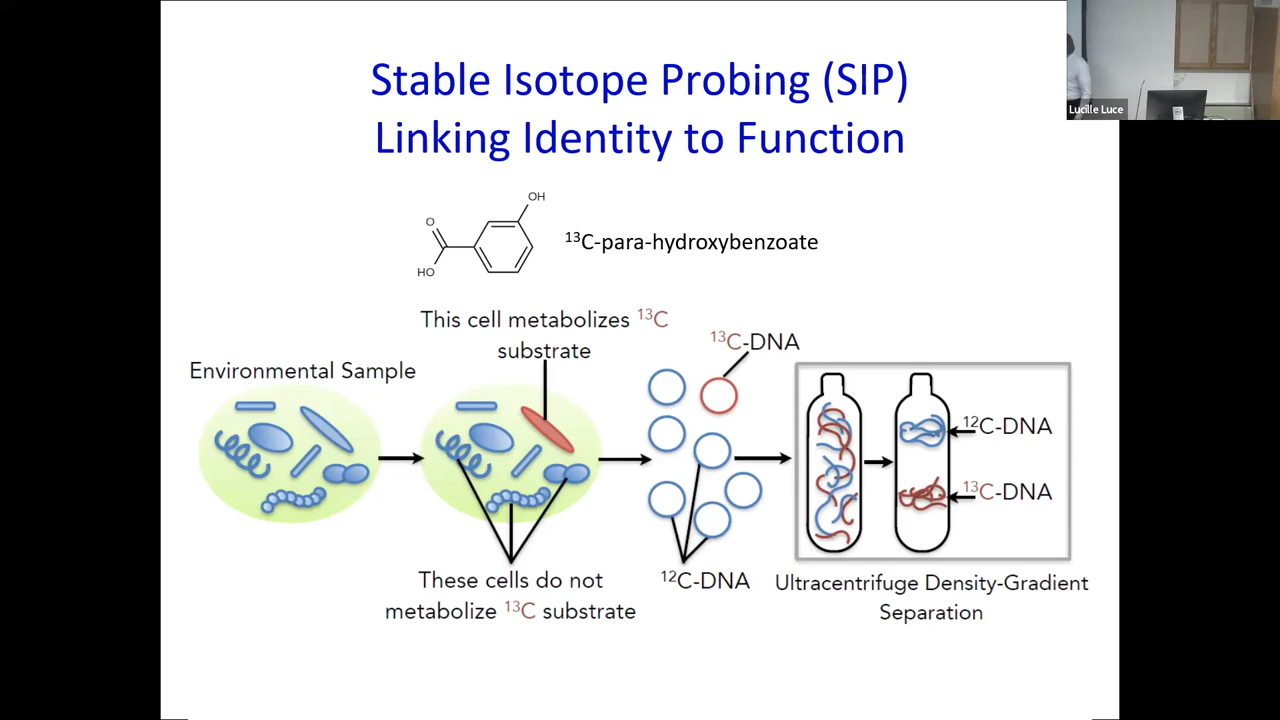 Stable Isotope Probing (SIP)
Linking Identity to Function
Lucille Luce
OH
O
HO
¹³C-para-hydroxybenzoate
This cell metabolizes ¹³C
substrate
¹³C-DNA
Environmental Sample
¹²C-DNA
¹³C-DNA
These cells do not
metabolize ¹³C substrate
¹²C-DNA
Ultracentrifuge Density-Gradient
Separation